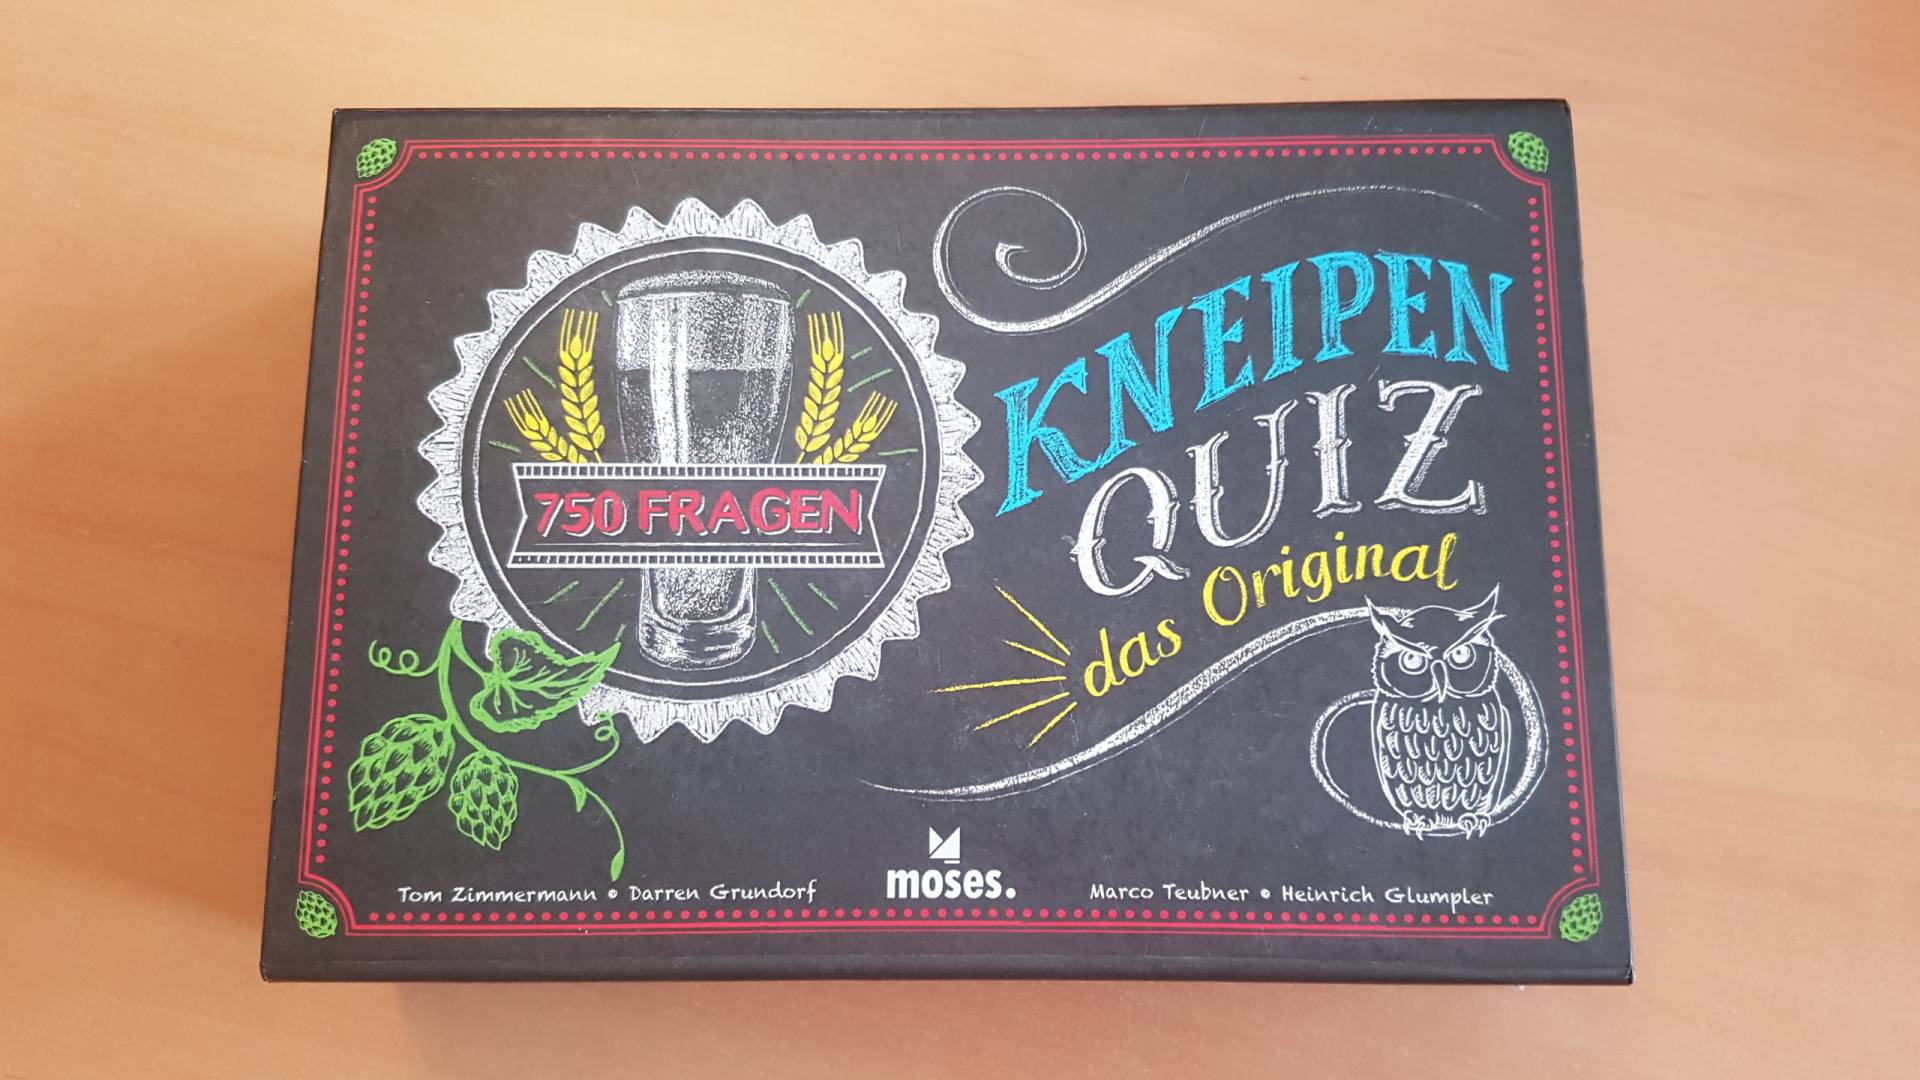 750 FRAGEN
KNEIPEN
QUIZ
das Original
Tom Zimmermann • Darren Grundorf
moses.
Marco Teubner • Heinrich Glumpler